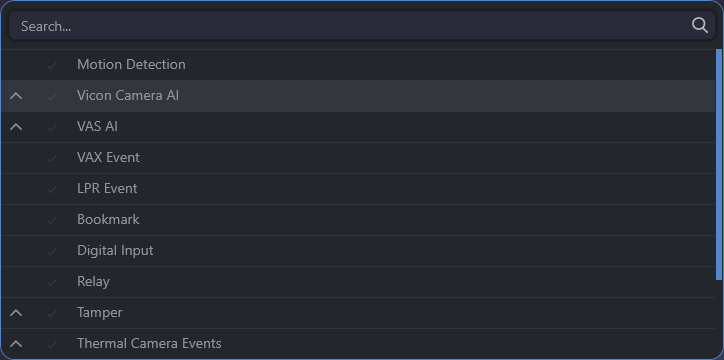 Search...
Motion Detection
Vicon Camera AI
VAS AI
VAX Event
LPR Event
Bookmark
Digital Input
Relay
Tamper
Thermal Camera Events